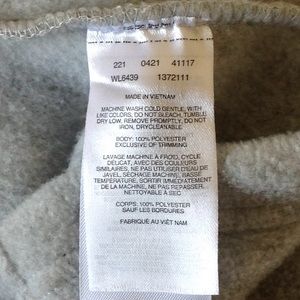 221 0421 41117
WL6439 1372111
MADE IN VIETNAM
MACHINE WASH COLD GENTLE, WITH
LIKE COLORS, DO NOT BLEACH, TUMBLE
DRY LOW, REMOVE PROMPTLY, DO NOT
IRON, DRYCLEANABLE
BODY: 100% POLYESTER
EXCLUSIVE OF TRIMMING
LAVAGE MACHINE A FROID, CYCLE
DÉLICAT, AVEC DES COULEURS
SIMILAIRES, NE PAS UTILISER D'EAU DE
JAVEL, SÉCHAGE MACHINE, BASSE
TEMPÉRATURE, SORTIR IMMÉDIATEMENT
DE LA MACHINE, NE PAS REPASSER,
NETTOYAGE À SEC
CORPS: 100% POLYESTER
SAUF LES BORDURES
FABRIQUÉ AU VIÊT NAM